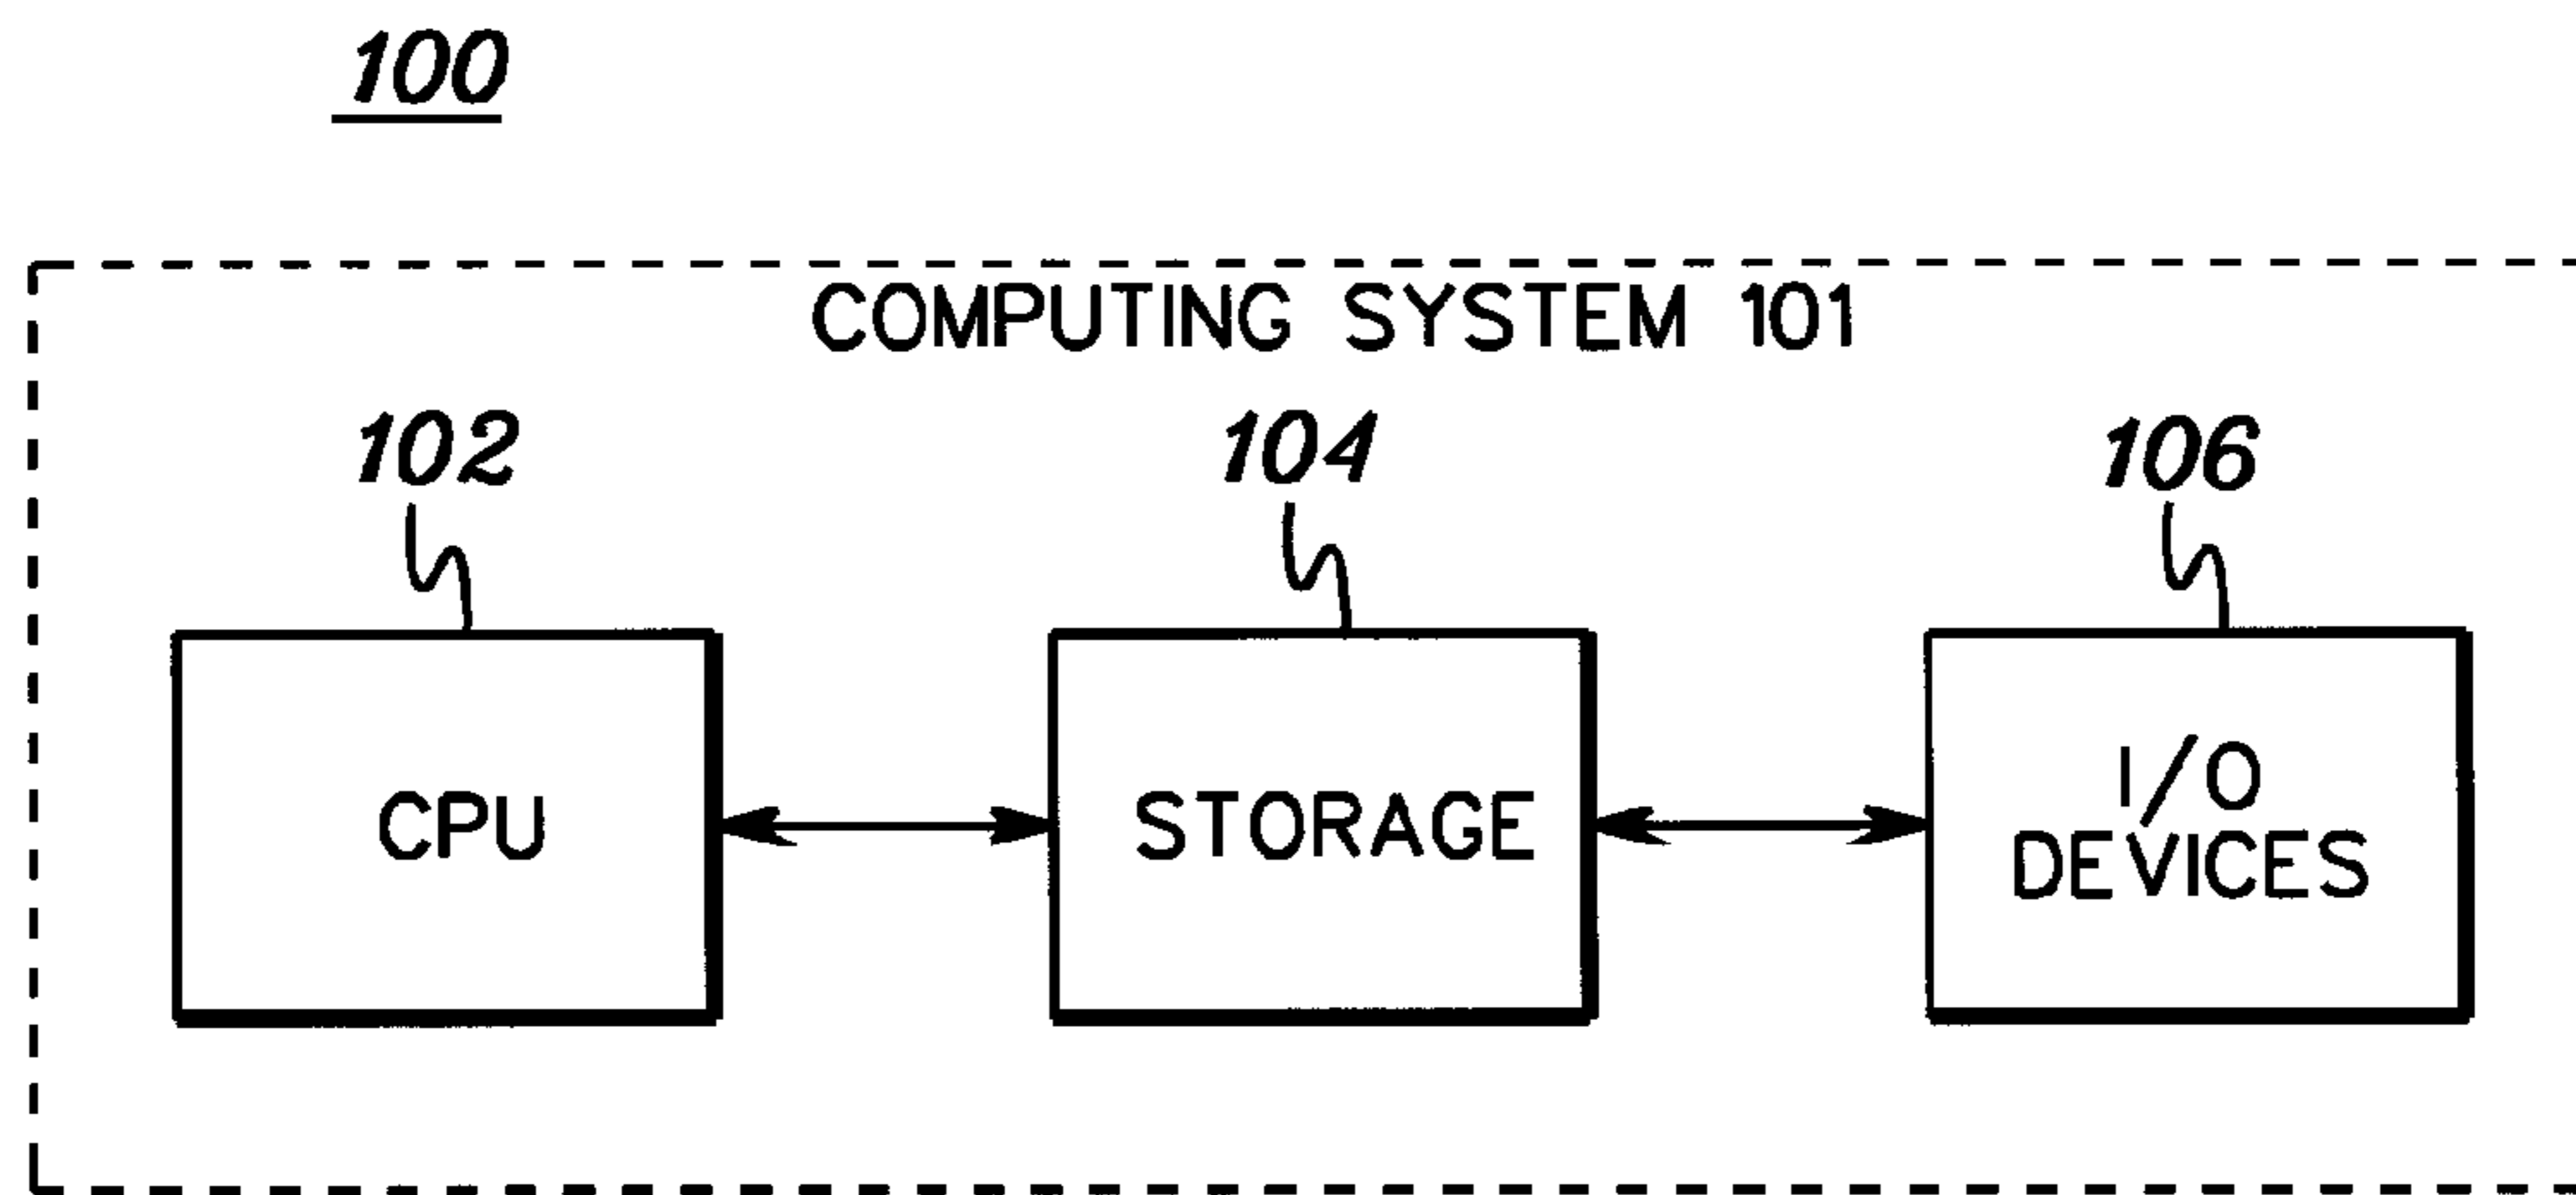 100
COMPUTING SYSTEM 101
102
104
106
CPU
STORAGE
I/O
DEVICES